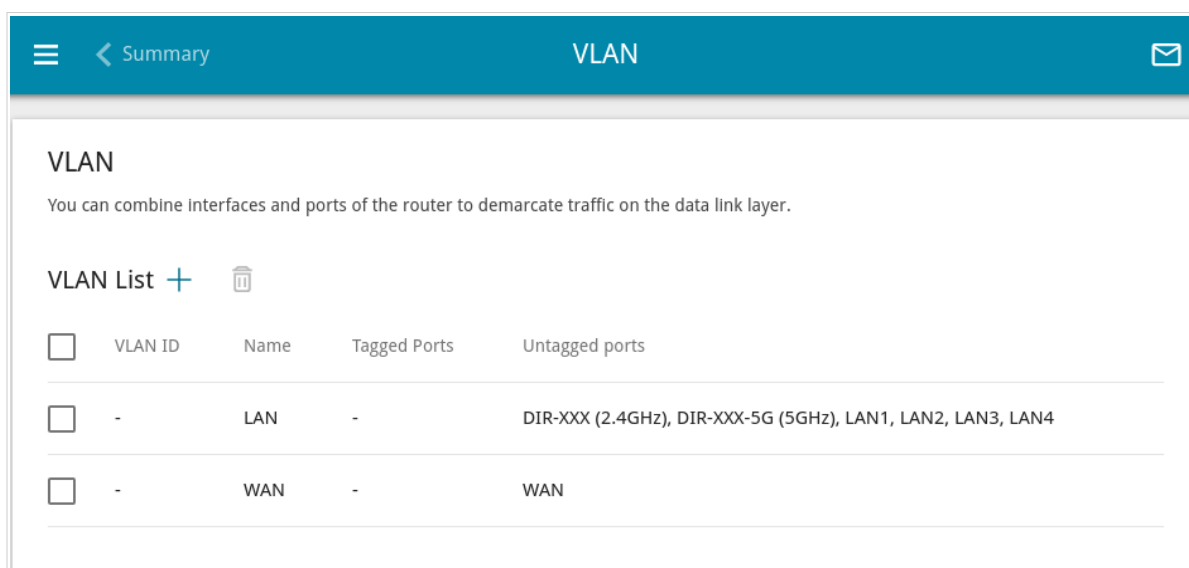 Summary VLAN
VLAN
You can combine interfaces and ports of the router to demarcate traffic on the data link layer.
VLAN List
VLAN ID Name Tagged Ports Untagged ports
- LAN - DIR-XXX (2.4GHz), DIR-XXX-5G (5GHz), LAN1, LAN2, LAN3, LAN4
- WAN - WAN